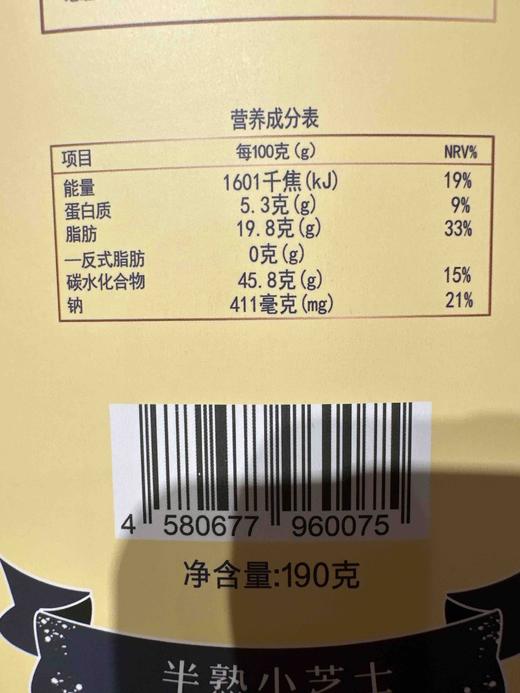 营养成分表
项目 每100克(g) NRV%
能量 1601千焦(kJ) 19%
蛋白质 5.3克(g) 9%
脂肪 19.8克(g) 33%
—反式脂肪 0克(g)
碳水化合物 45.8克(g) 15%
钠 411毫克(mg) 21%
4 580677 960075
净含量:190克
半熟小芝士